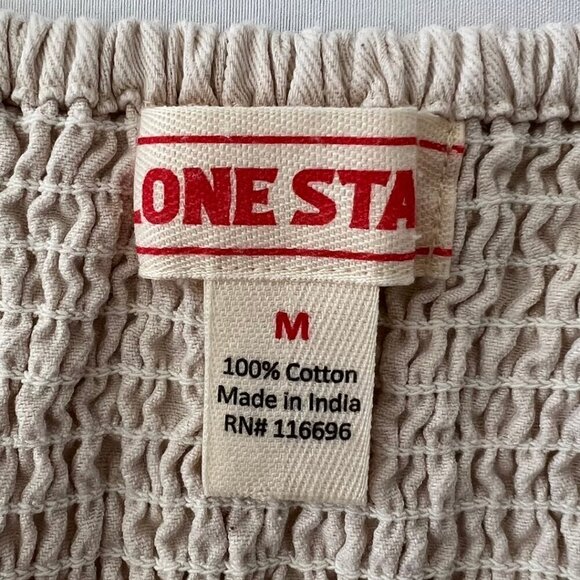 LONE STA
M
100% Cotton
Made in India
RN# 116696